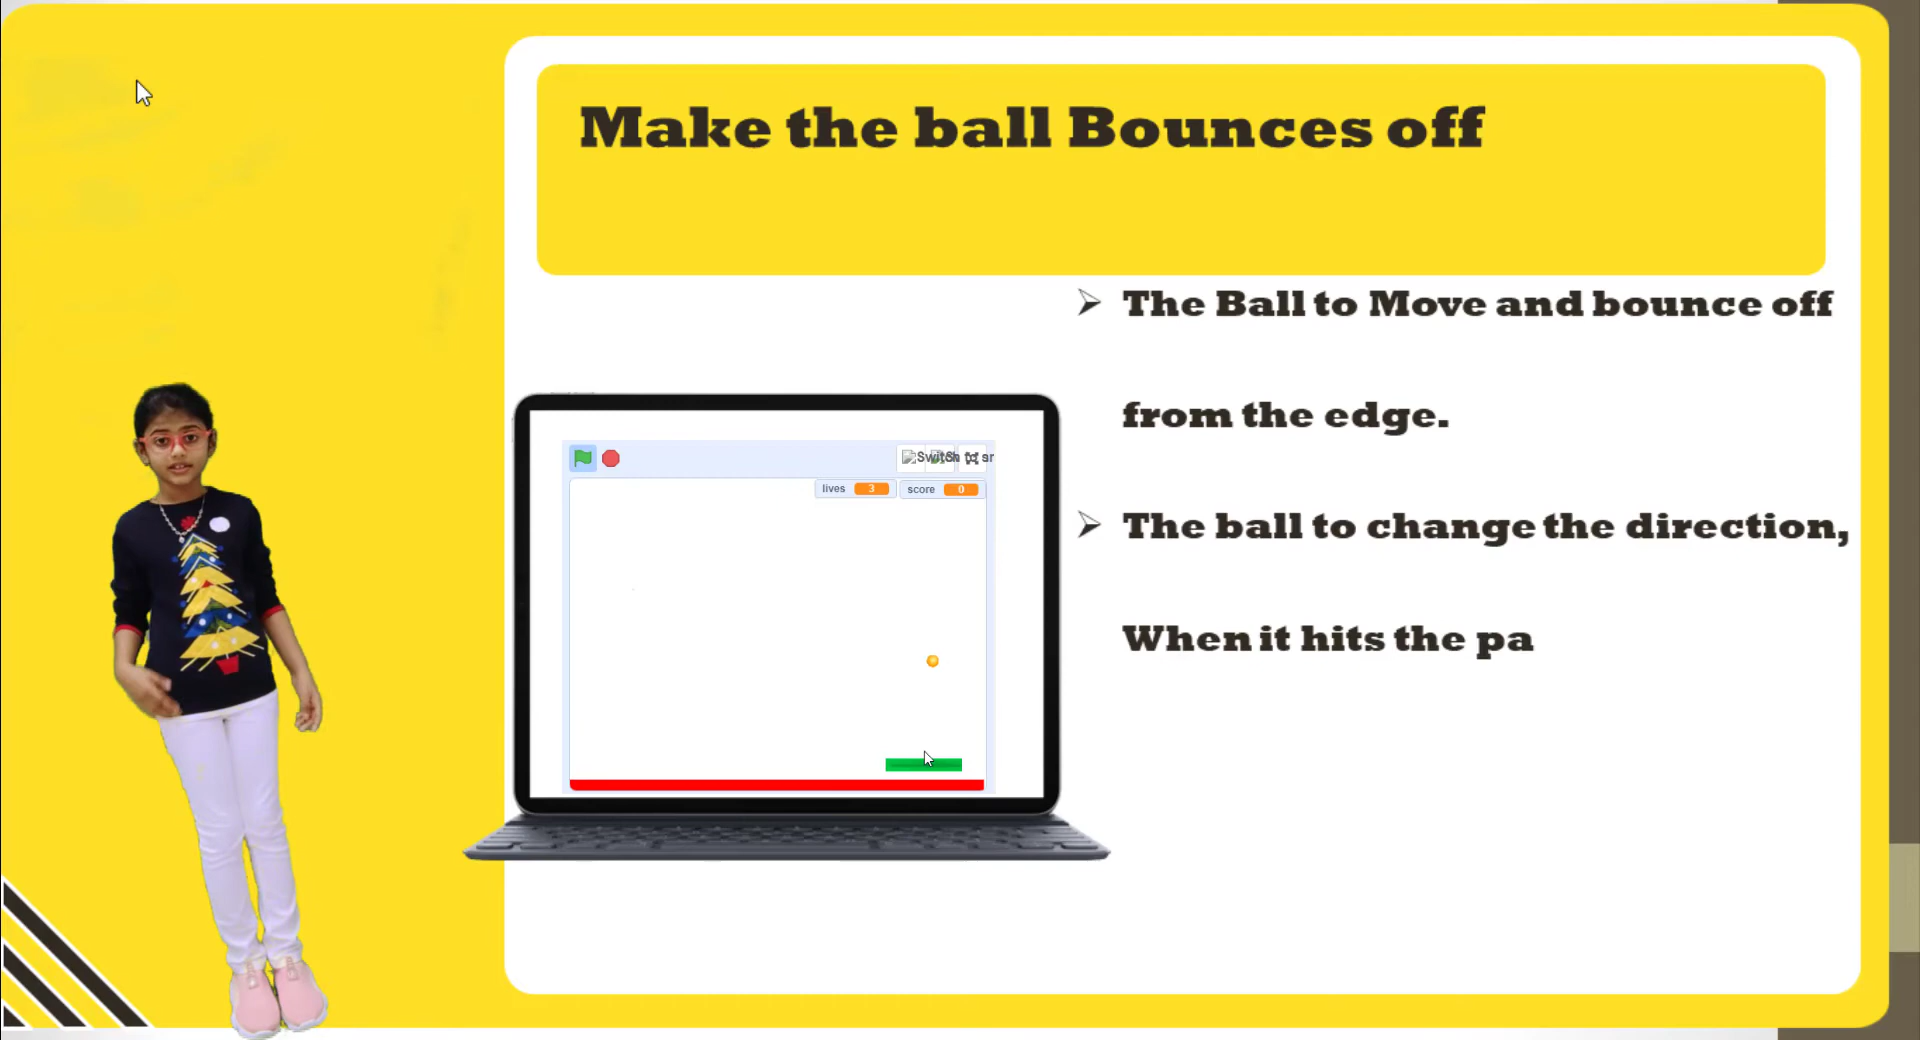 Make the ball Bounces off
The Ball to Move and bounce off
from the edge.
The ball to change the direction,
When it hits the pa
lives 3 score 0